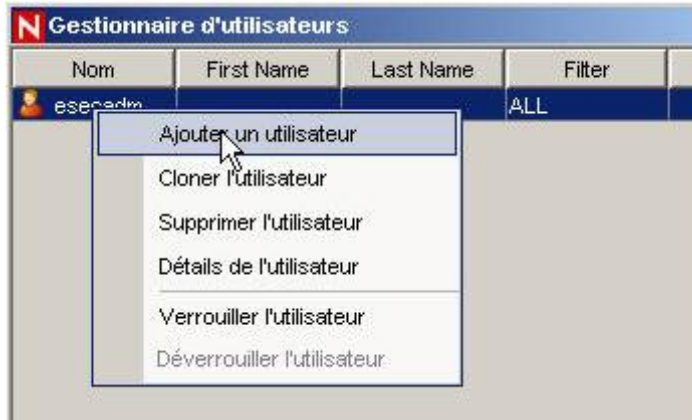 N Gestionnaire d'utilisateurs
Nom First Name Last Name Filter
esecadm ALL
Ajouter un utilisateur
Cloner l'utilisateur
Supprimer l'utilisateur
Détails de l'utilisateur
Verrouiller l'utilisateur
Déverrouiller l'utilisateur